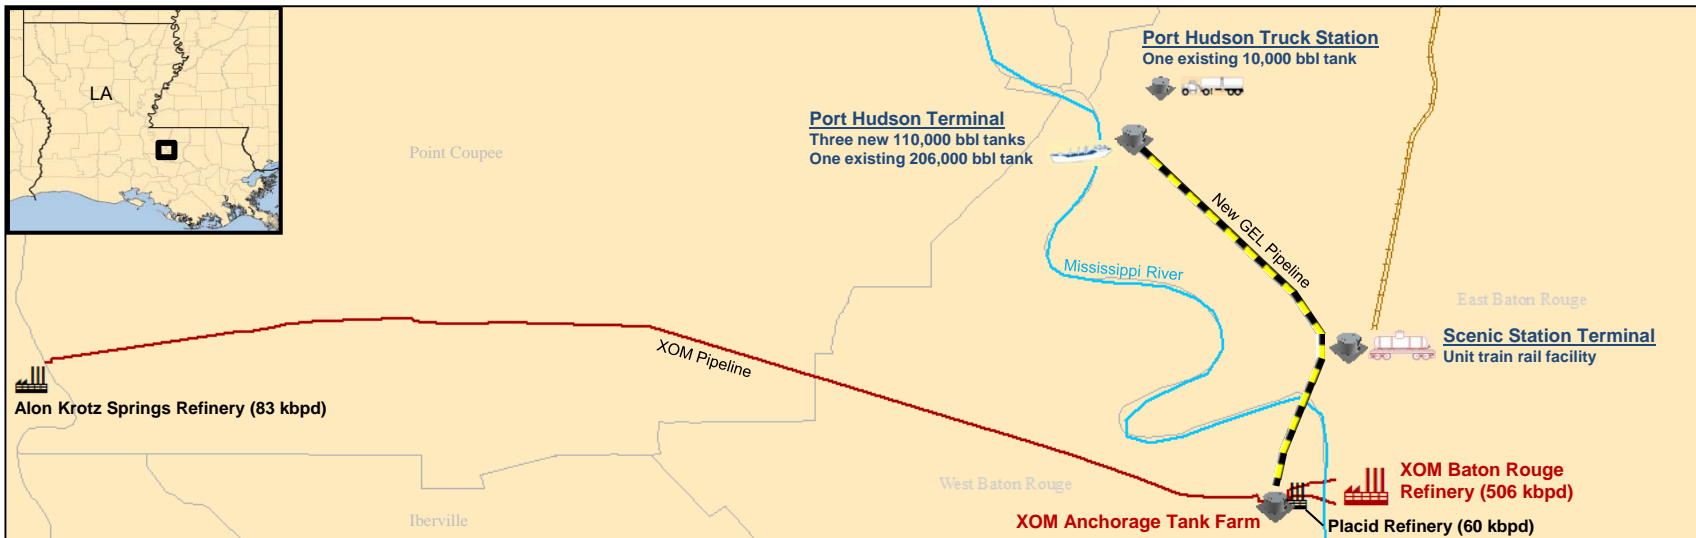 LA
Port Hudson Truck Station
One existing 10,000 bbl tank
Port Hudson Terminal
Three new 110,000 bbl tanks
One existing 206,000 bbl tank
Point Coupee
New GEL Pipeline
Mississippi River
East Baton Rouge
Scenic Station Terminal
Unit train rail facility
XOM Pipeline
Alon Krotz Springs Refinery (83 kbpd)
West Baton Rouge
XOM Baton Rouge
Refinery (506 kbpd)
Iberville
XOM Anchorage Tank Farm
Placid Refinery (60 kbpd)